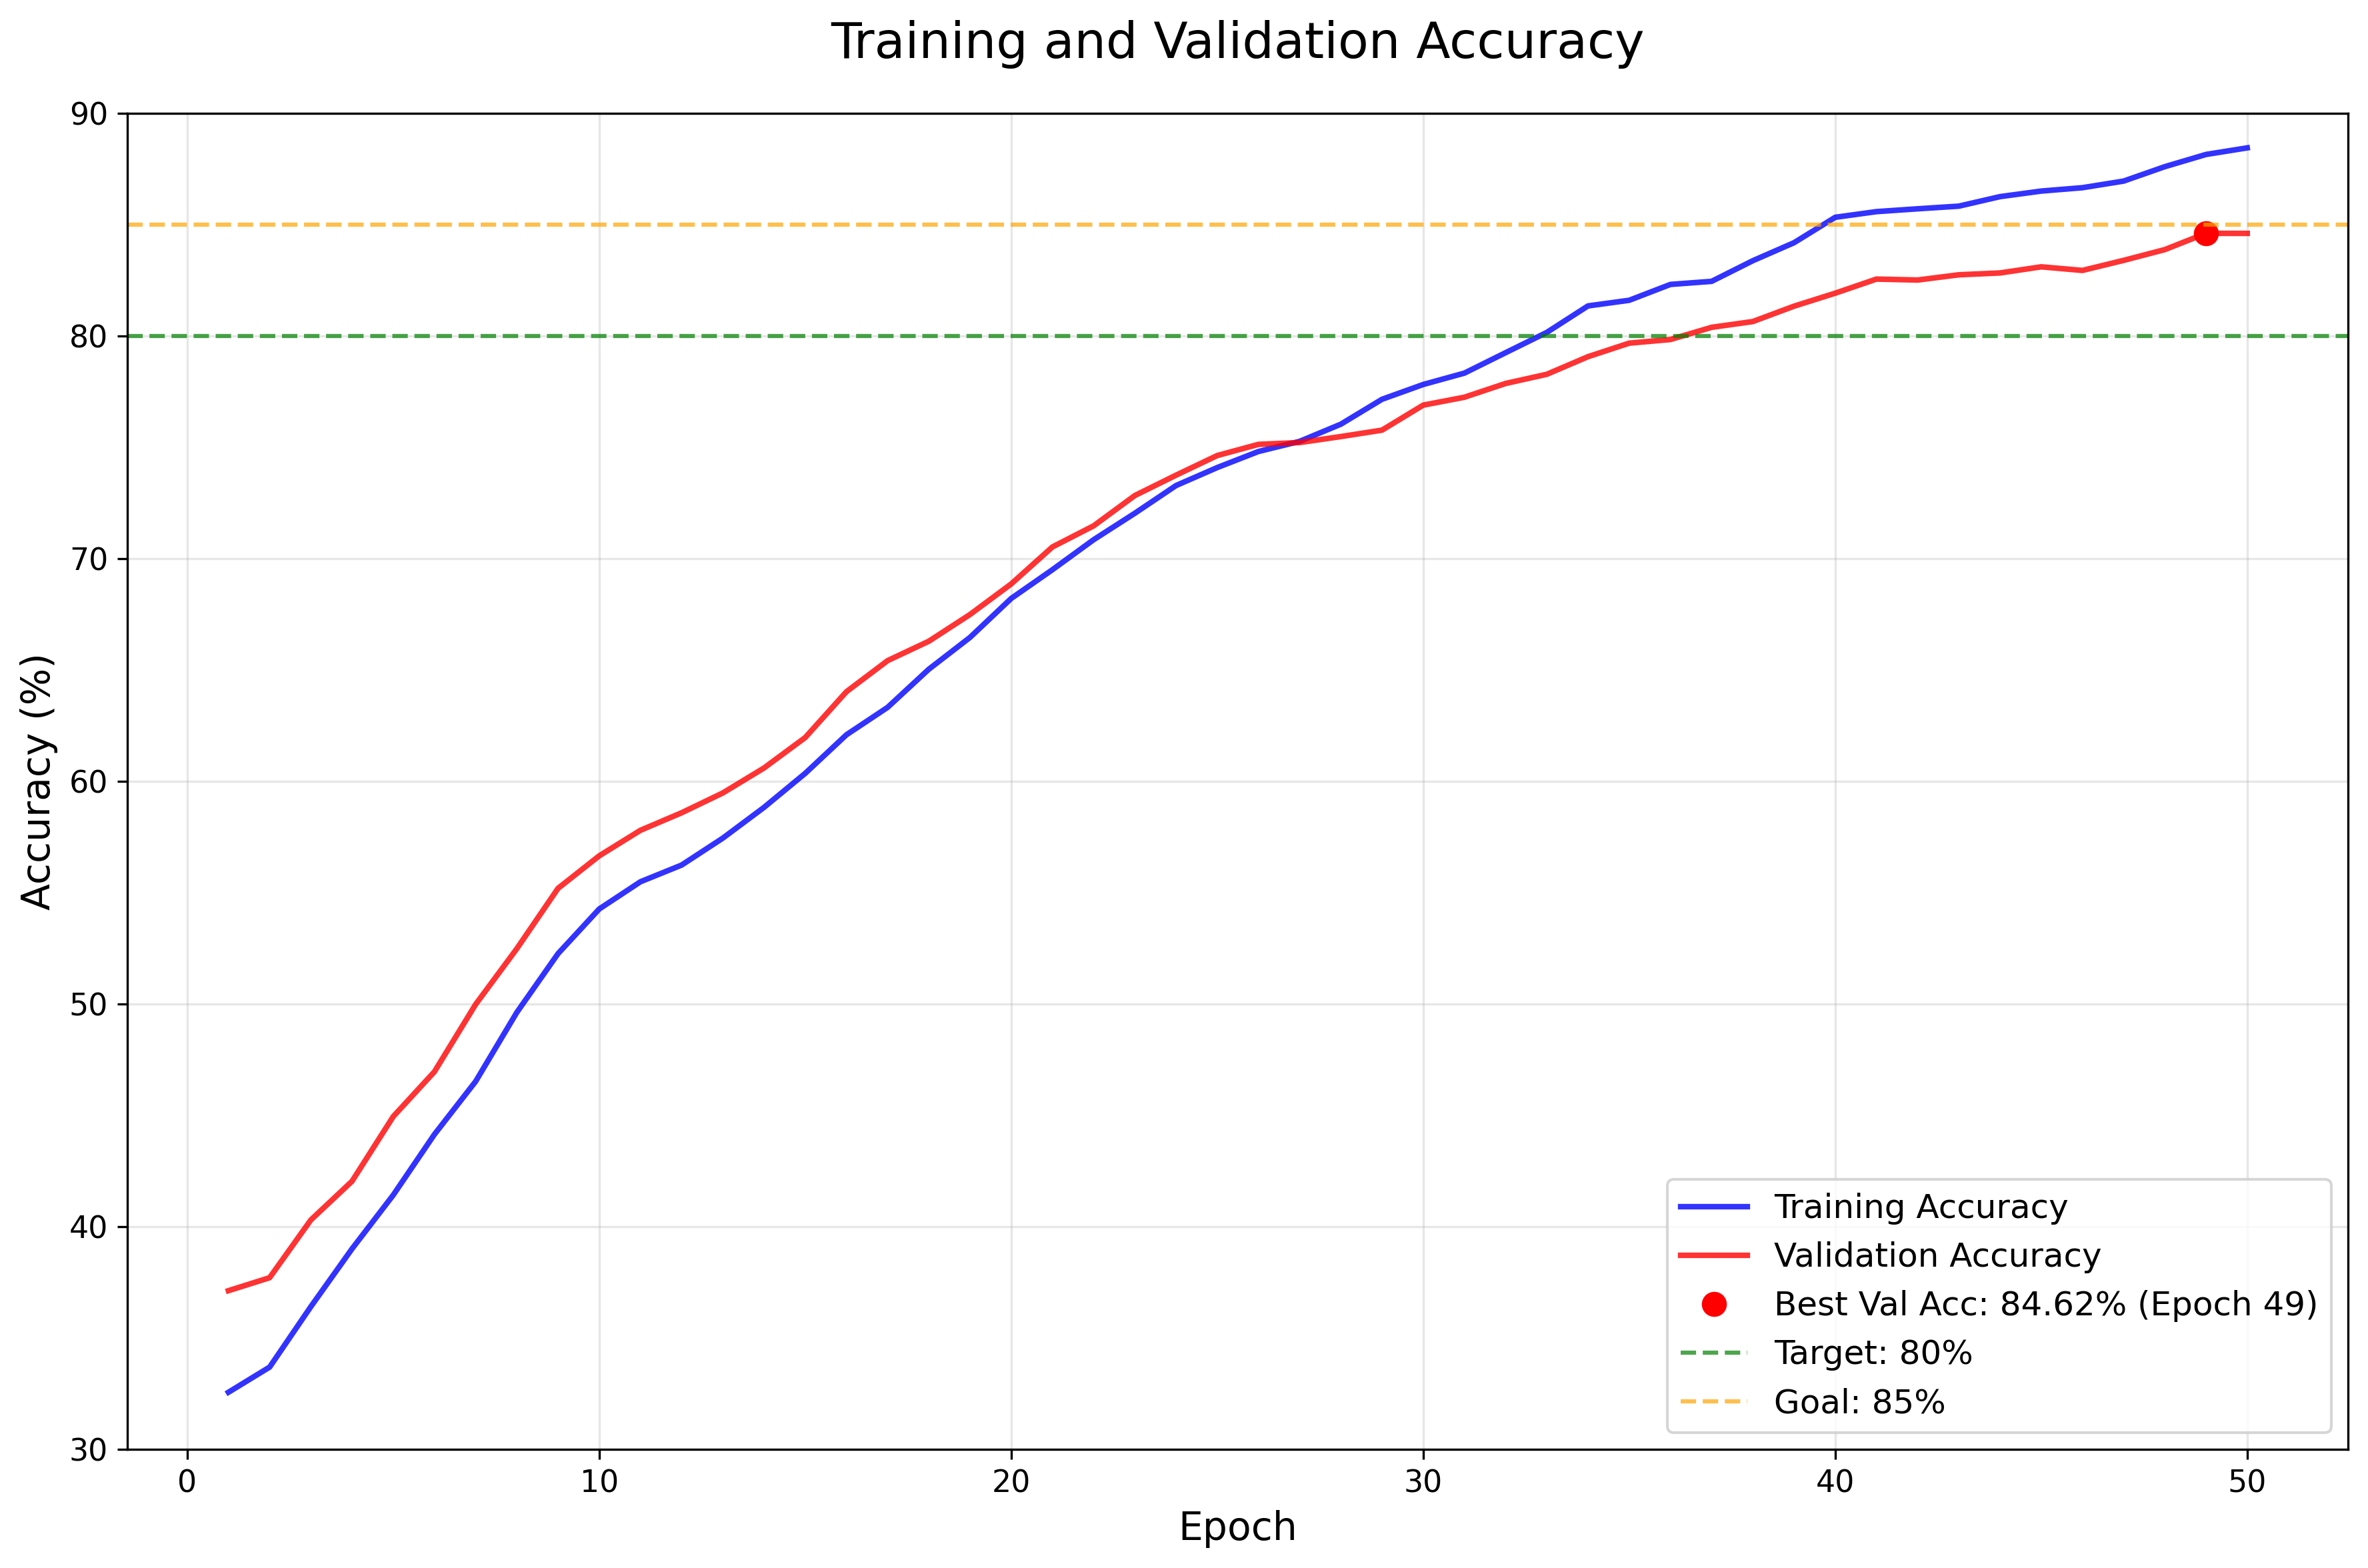 Training and Validation Accuracy
90
80
70
60
50
40
30
Accuracy (%)
0 10 20 30 40 50
Epoch
Training Accuracy
Validation Accuracy
Best Val Acc: 84.62% (Epoch 49)
Target: 80%
Goal: 85%